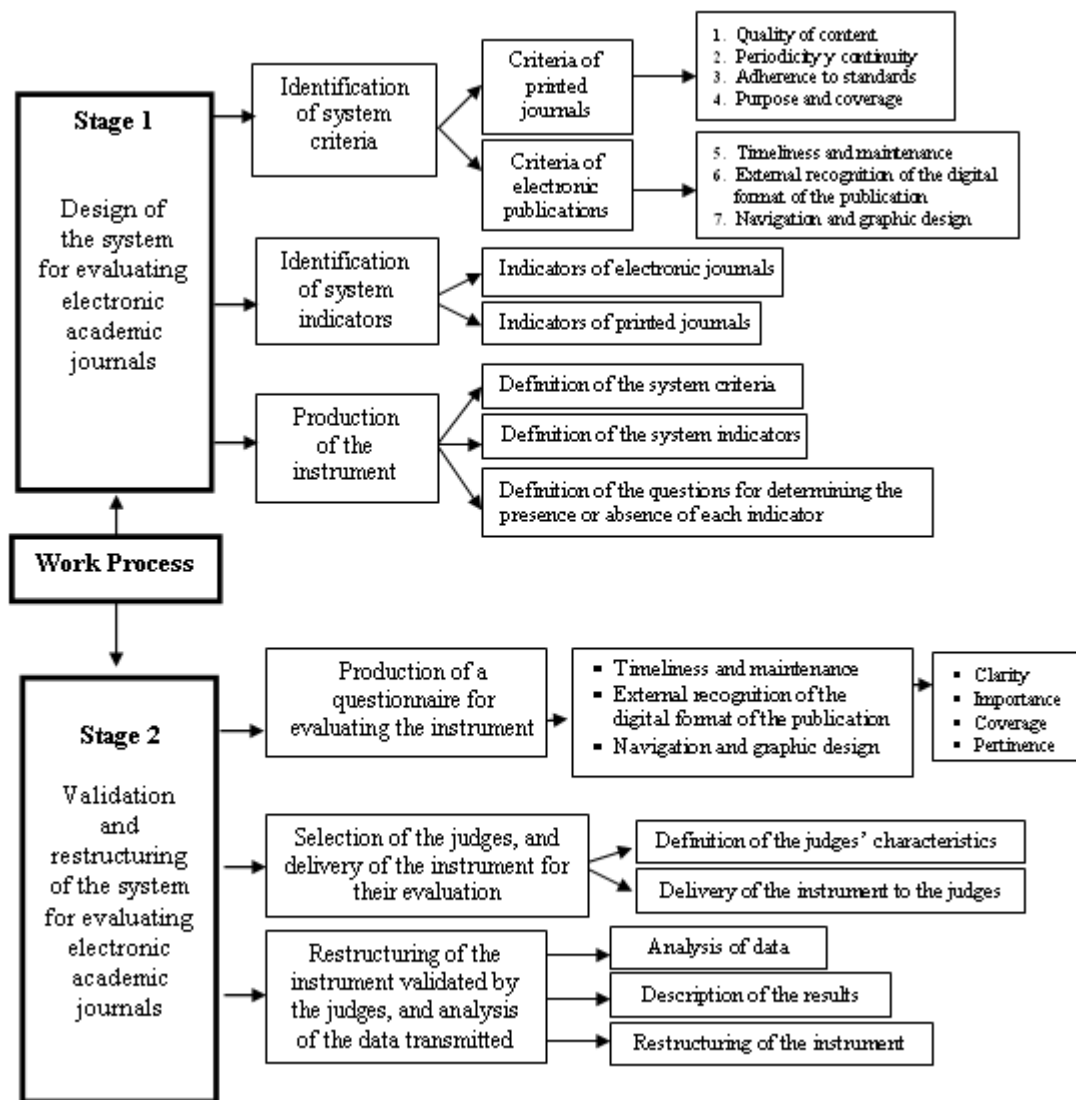 Stage 1
Design of
the system
for evaluating
electronic
academic
journals
Identification
of system
criteria
Criteria of
printed
journals
1. Quality of content
2. Periodicity y continuity
3. Adherence to standards
4. Purpose and coverage
Criteria of
electronic
publications
5. Timeliness and maintenance
6. External recognition of the digital
format of the publication
7. Navigation and graphic design
Identification
of system
indicators
Indicators of electronic journals
Indicators of printed journals
Production
of the
instrument
Definition of the system criteria
Definition of the system indicators
Definition of the questions for determining the
presence or absence of each indicator
Work Process
Stage 2
Validation
and
restructuring
of the system
for evaluating
electronic
academic
journals
Production of a
questionnaire for
evaluating the instrument
▪ Timeliness and maintenance
▪ External recognition of the
digital format of the publication
▪ Navigation and graphic design
▪ Clarity
▪ Importance
▪ Coverage
▪ Pertinence
Selection of the judges, and
delivery of the instrument for
their evaluation
Definition of the judges’ characteristics
Delivery of the instrument to the judges
Restructuring of the
instrument validated by
the judges, and analysis
of the data transmitted
Analysis of data
Description of the results
Restructuring of the instrument